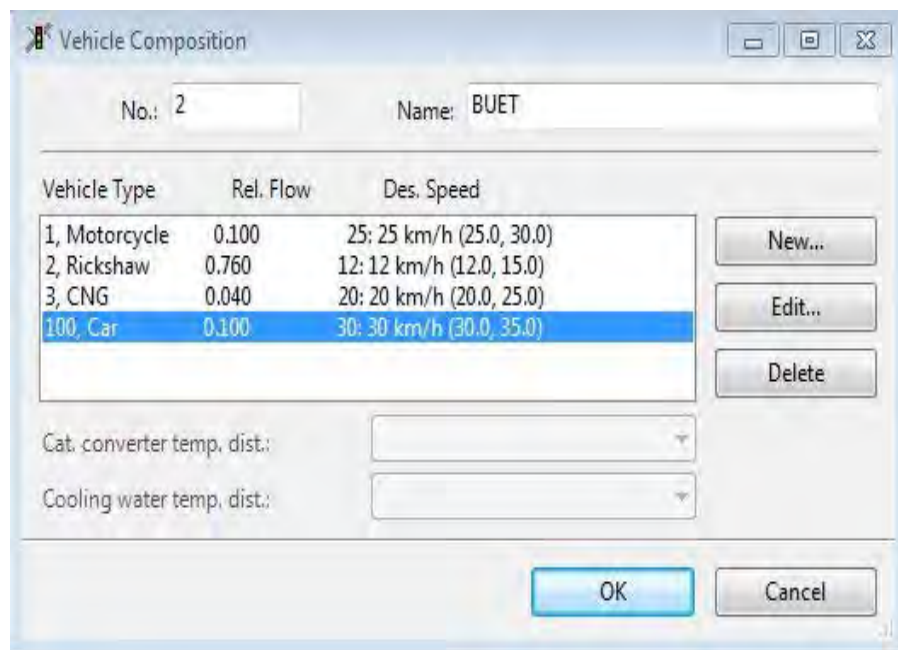 Vehicle Composition
No.: 2 Name: BUET
Vehicle Type Rel. Flow Des. Speed
1, Motorcycle 0.100 25: 25 km/h (25.0, 30.0)
2, Rickshaw 0.760 12: 12 km/h (12.0, 15.0)
3, CNG 0.040 20: 20 km/h (20.0, 25.0)
100, Car 0.100 30: 30 km/h (30.0, 35.0)
New...
Edit...
Delete
Cat. converter temp. dist.:
Cooling water temp. dist.:
OK Cancel